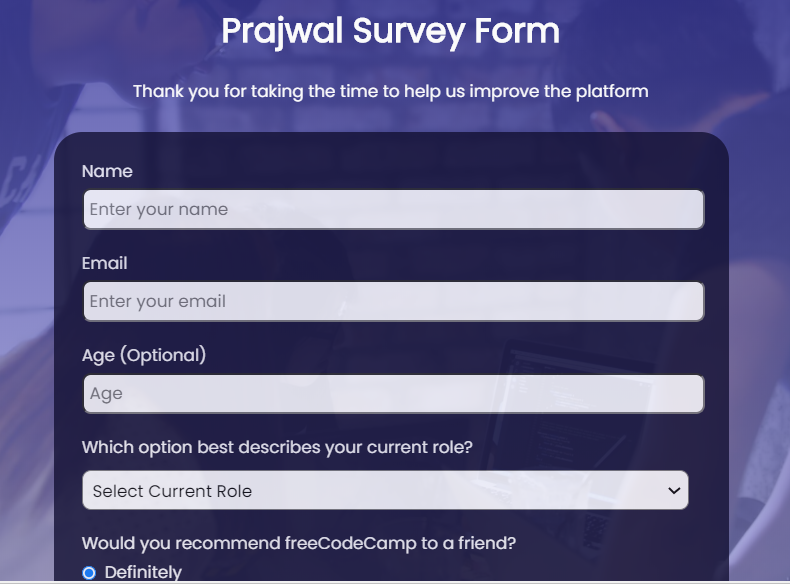 Prajwal Survey Form
Thank you for taking the time to help us improve the platform
Name
Enter your name
Email
Enter your email
Age (Optional)
Age
Which option best describes your current role?
Select Current Role
Would you recommend freeCodeCamp to a friend?
Definitely